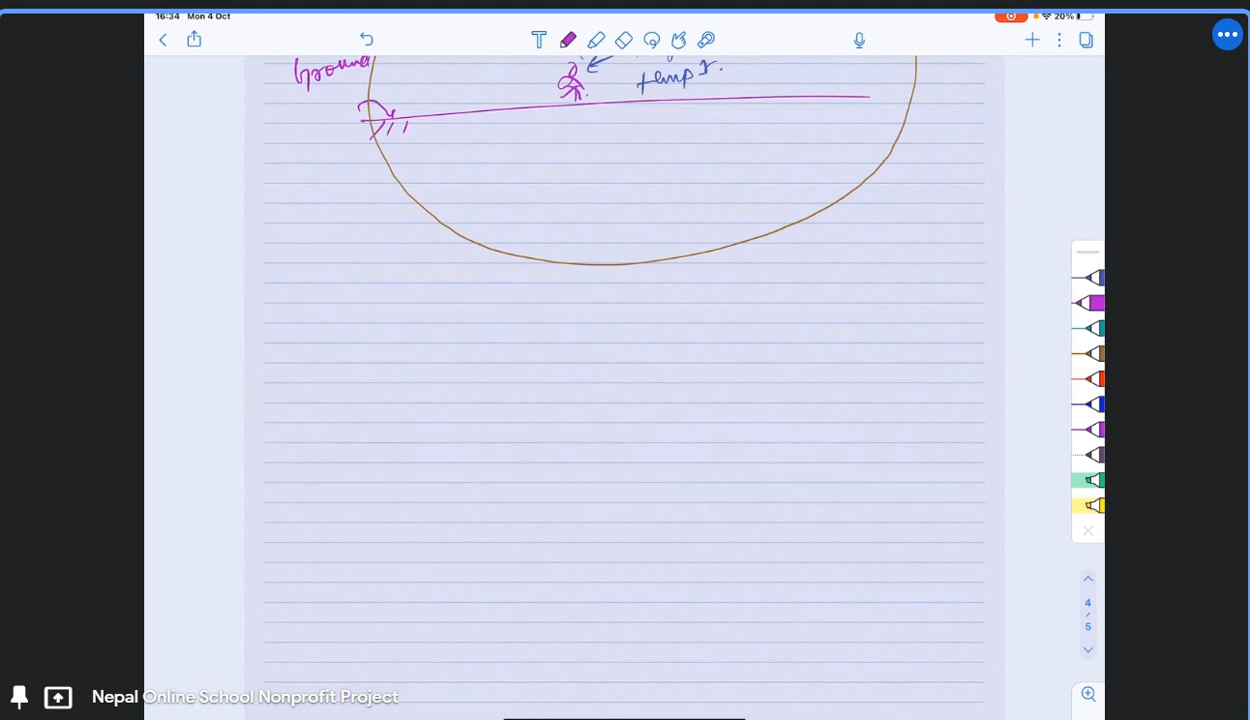 16:34 Mon 4 Oct
20%
Ground
temp r.
4
/
5
Nepal Online School Nonprofit Project